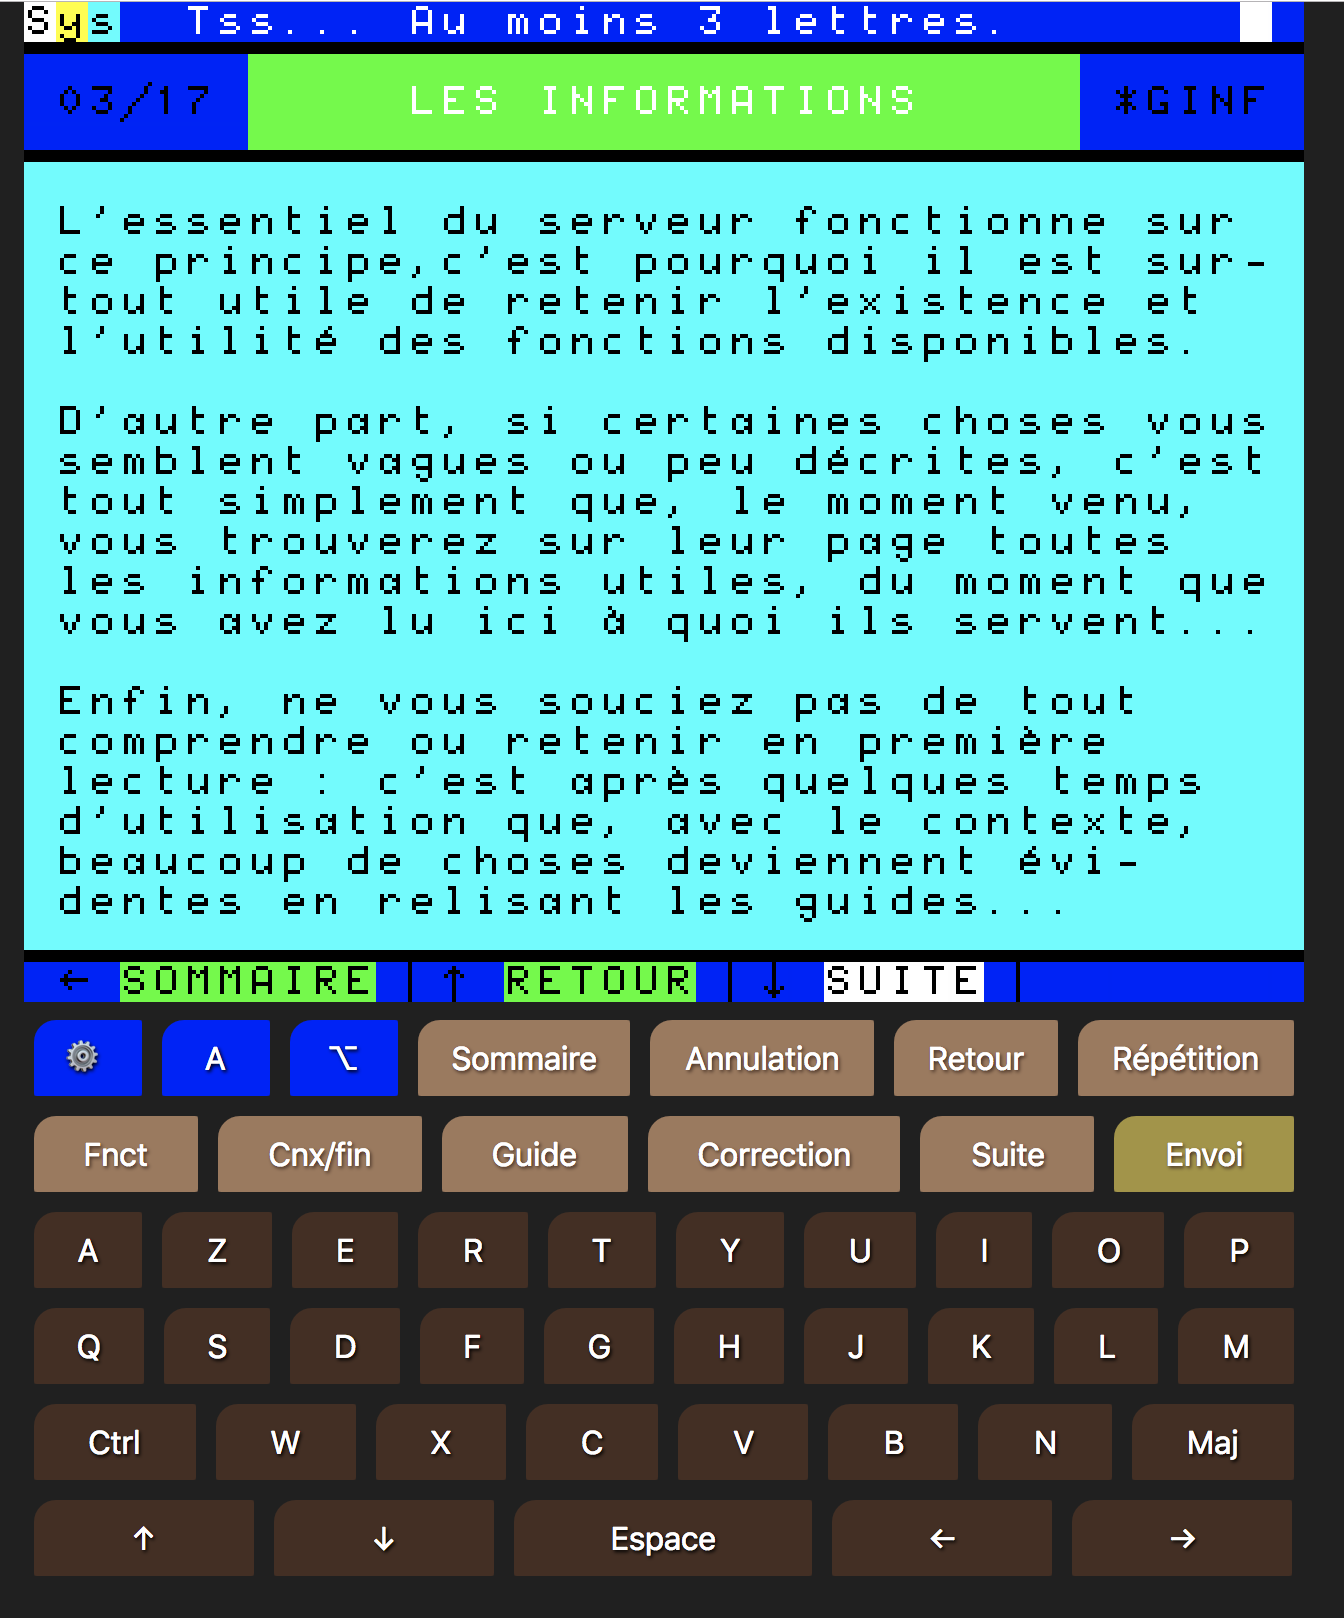 Sys Tss... Au moins 3 lettres.
03/17 LES INFORMATIONS *GINF
L'essentiel du serveur fonctionne sur
ce principe,c'est pourquoi il est sur-
tout utile de retenir l'existence et
l'utilité des fonctions disponibles.
D'autre part, si certaines choses vous
semblent vagues ou peu décrites, c'est
tout simplement que, le moment venu,
vous trouverez sur leur page toutes
les informations utiles, du moment que
vous avez lu ici à quoi ils servent...
Enfin, ne vous souciez pas de tout
comprendre ou retenir en première
lecture : c'est après quelques temps
d'utilisation que, avec le contexte,
beaucoup de choses deviennent évi-
dentes en relisant les guides...
← SOMMAIRE | ↑ RETOUR | ↓ SUITE |
⚙ A ⌥ Sommaire Annulation Retour Répétition
Fnct Cnx/fin Guide Correction Suite Envoi
A Z E R T Y U I O P
Q S D F G H J K L M
Ctrl W X C V B N Maj
↑ ↓ Espace ← →